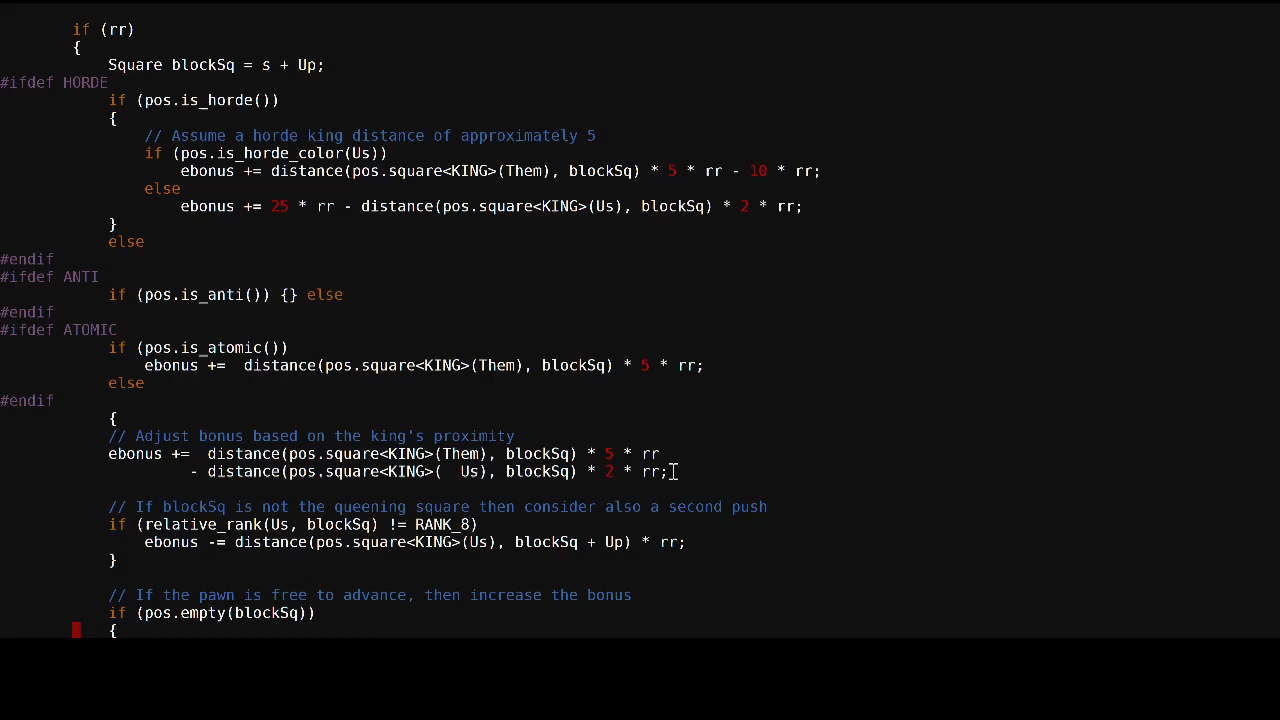 if (rr)
{
Square blockSq = s + Up;
#ifdef HORDE
if (pos.is_horde())
{
// Assume a horde king distance of approximately 5
if (pos.is_horde_color(Us))
ebonus += distance(pos.square<KING>(Them), blockSq) * 5 * rr - 10 * rr;
else
ebonus += 25 * rr - distance(pos.square<KING>(Us), blockSq) * 2 * rr;
}
else
#endif
#ifdef ANTI
if (pos.is_anti()) {} else
#endif
#ifdef ATOMIC
if (pos.is_atomic())
ebonus +=  distance(pos.square<KING>(Them), blockSq) * 5 * rr;
else
#endif
{
// Adjust bonus based on the king's proximity
ebonus +=  distance(pos.square<KING>(Them), blockSq) * 5 * rr
- distance(pos.square<KING>(  Us), blockSq) * 2 * rr;
// If blockSq is not the queening square then consider also a second push
if (relative_rank(Us, blockSq) != RANK_8)
ebonus -= distance(pos.square<KING>(Us), blockSq + Up) * rr;
}
// If the pawn is free to advance, then increase the bonus
if (pos.empty(blockSq))
{